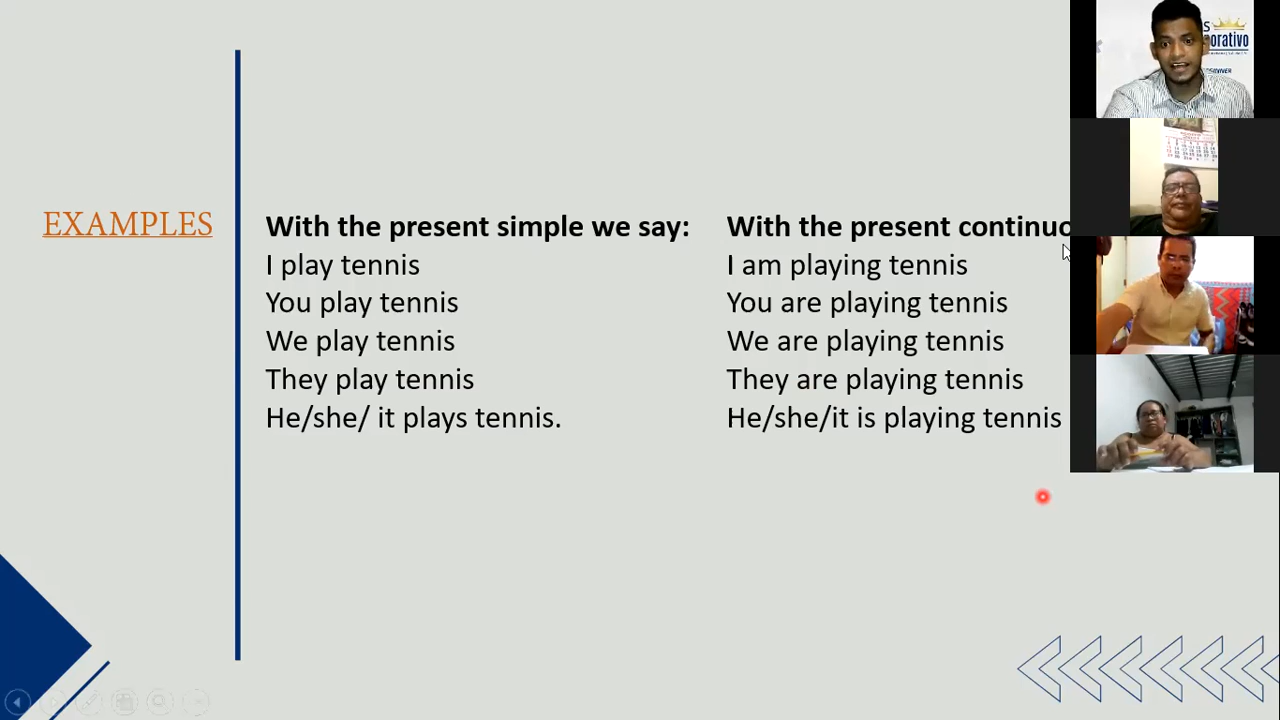 EXAMPLES
With the present simple we say:
I play tennis
You play tennis
We play tennis
They play tennis
He/she/ it plays tennis.
With the present continuo
I am playing tennis
You are playing tennis
We are playing tennis
They are playing tennis
He/she/it is playing tennis
S
orativo